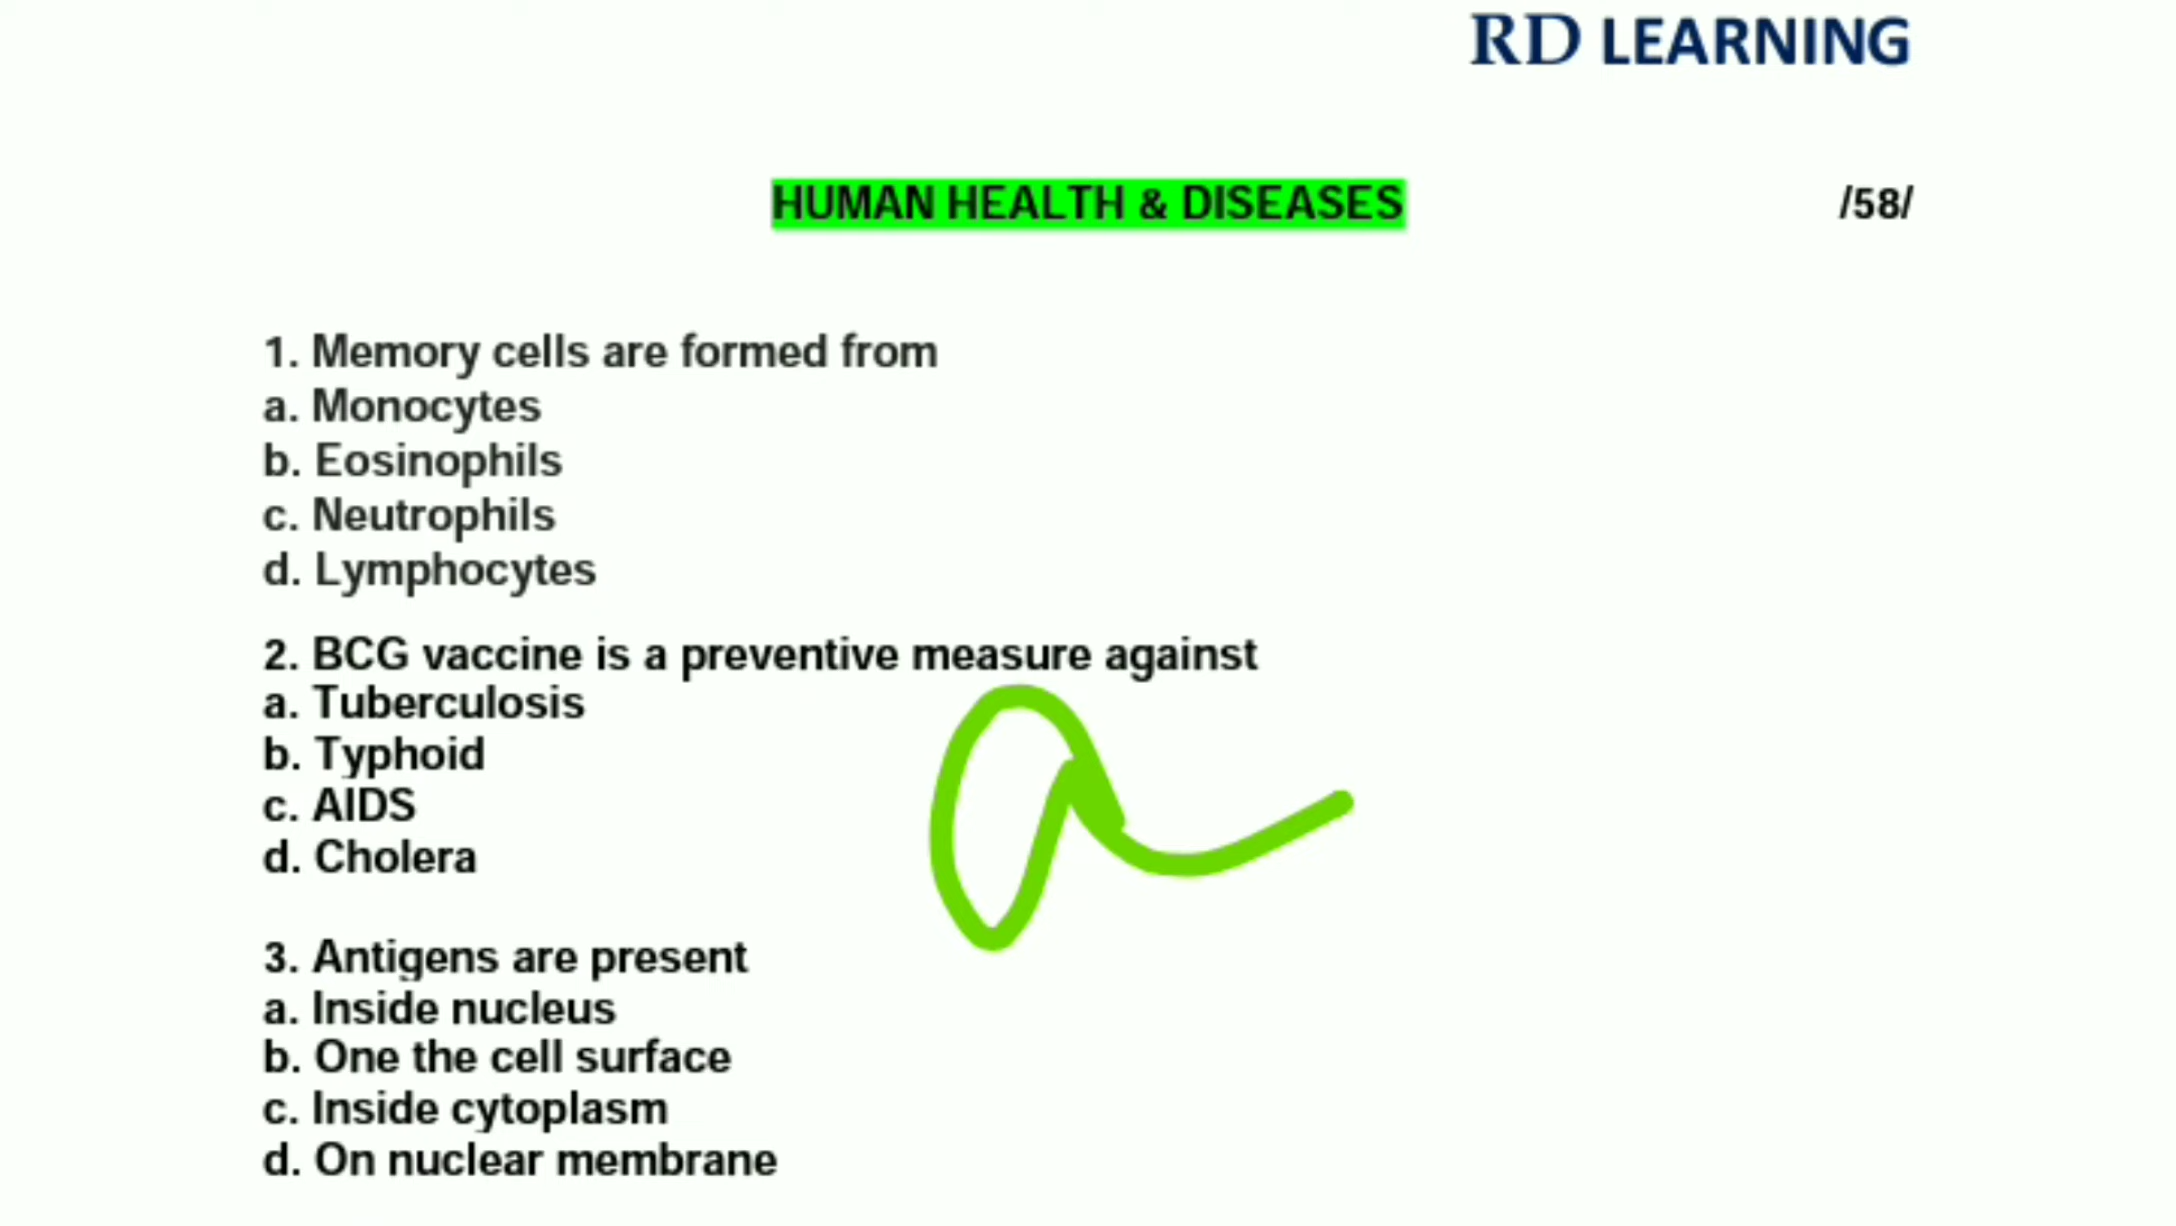 RD LEARNING
HUMAN HEALTH & DISEASES /58/
1. Memory cells are formed from
a. Monocytes
b. Eosinophils
c. Neutrophils
d. Lymphocytes
2. BCG vaccine is a preventive measure against
a. Tuberculosis
b. Typhoid
c. AIDS
d. Cholera
a
3. Antigens are present
a. Inside nucleus
b. One the cell surface
c. Inside cytoplasm
d. On nuclear membrane